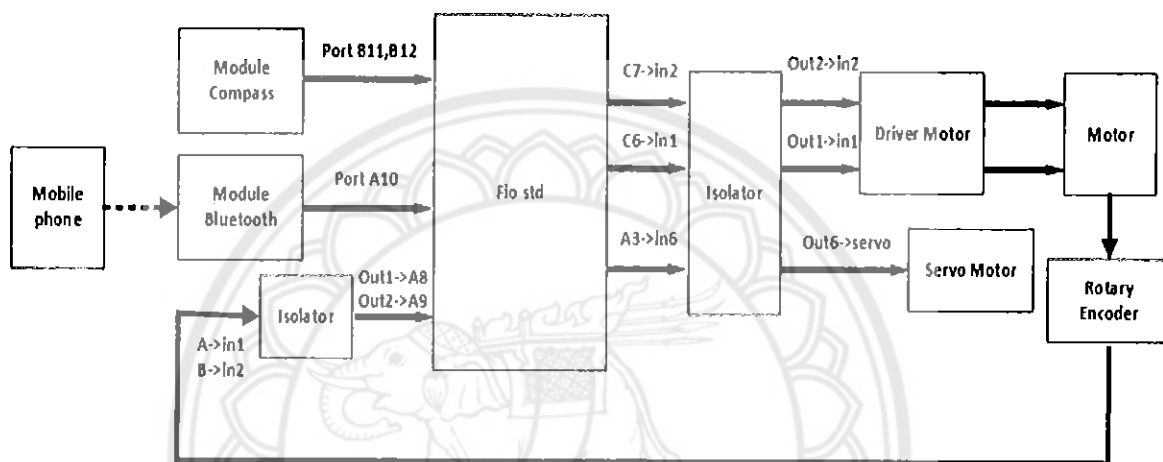 Module
Compass
Port B11,B12
Mobile
phone
Module
Bluetooth
Port A10
Isolator
A->in1
B->in2
Out1->A8
Out2->A9
Fio std
C7->in2
C6->in1
A3->in6
Isolator
Out2->in2
Out1->in1
Out6->servo
Driver Motor
Motor
Servo Motor
Rotary
Encoder